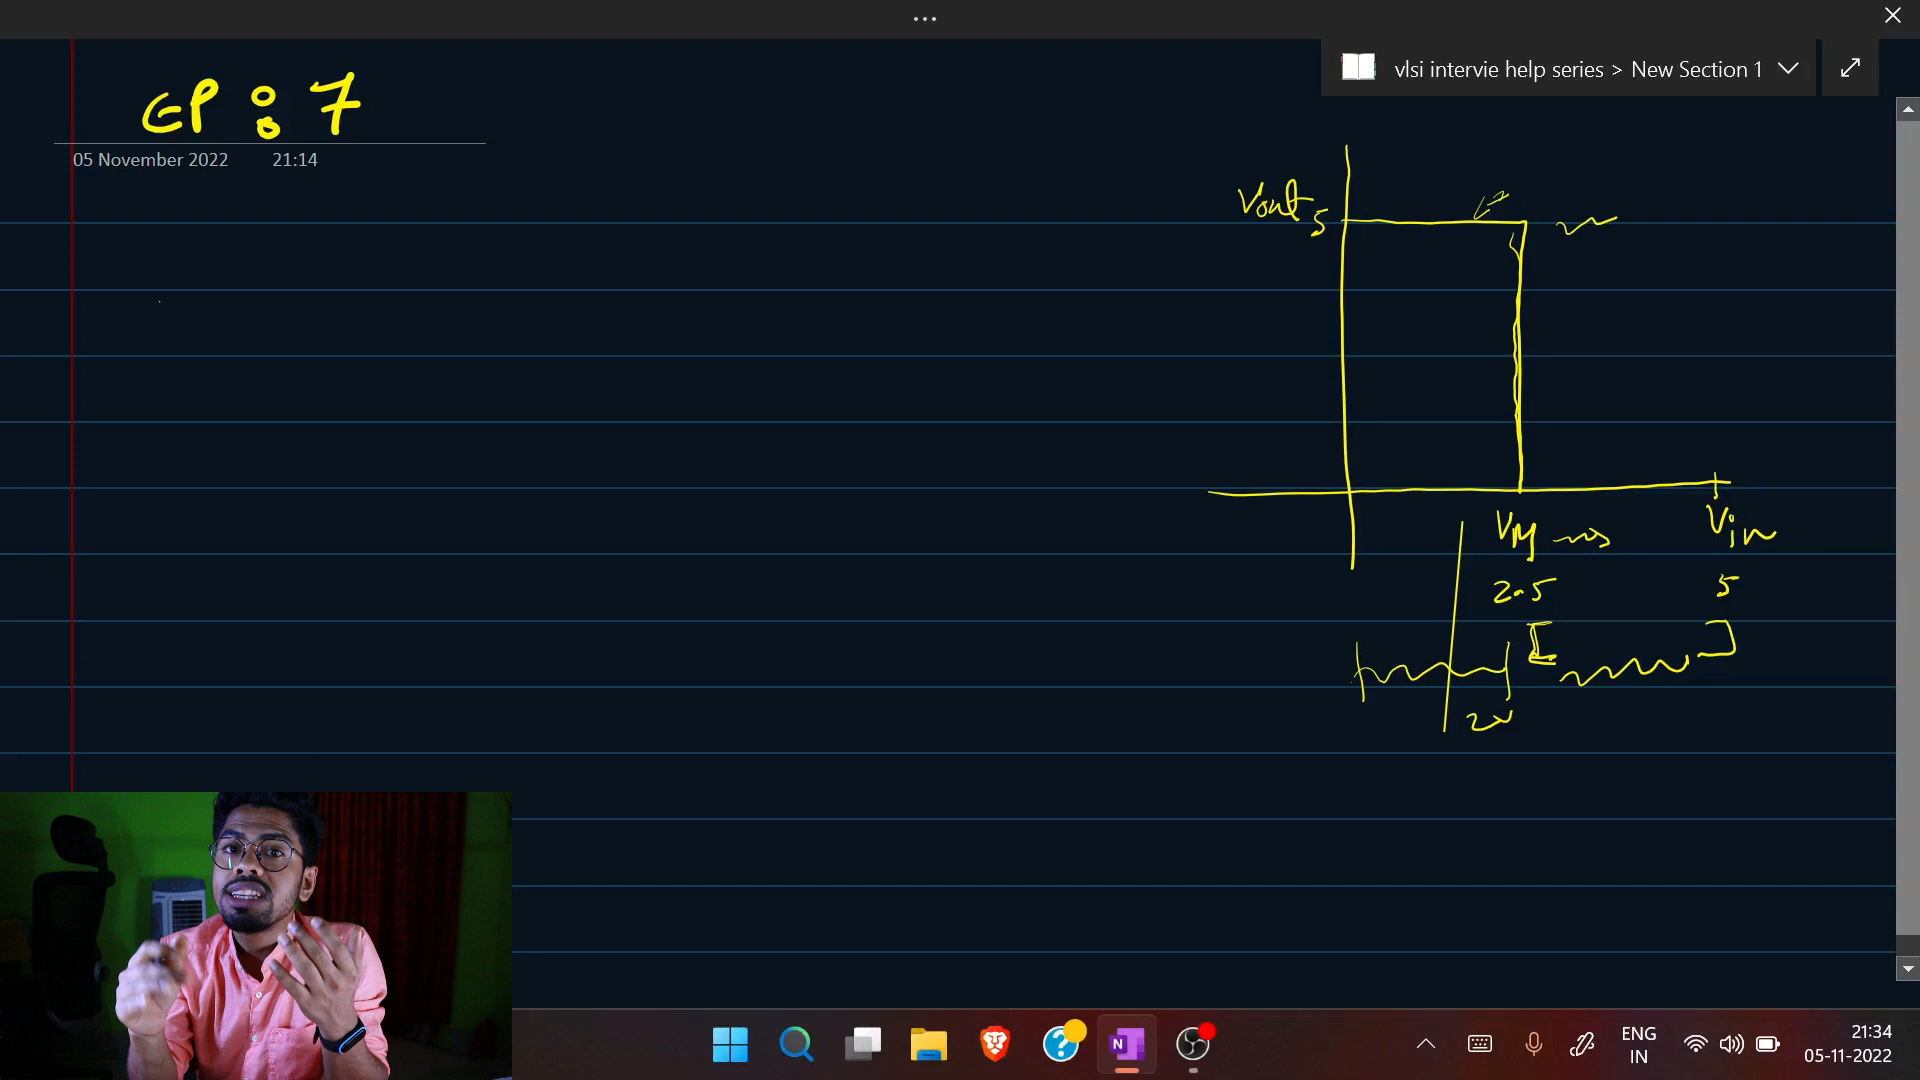 vlsi intervie help series > New Section 1
EP : 7
05 November 2022 21:14
Vout 5
VM Vin
2.5 5
ENG
IN
21:34
05-11-2022